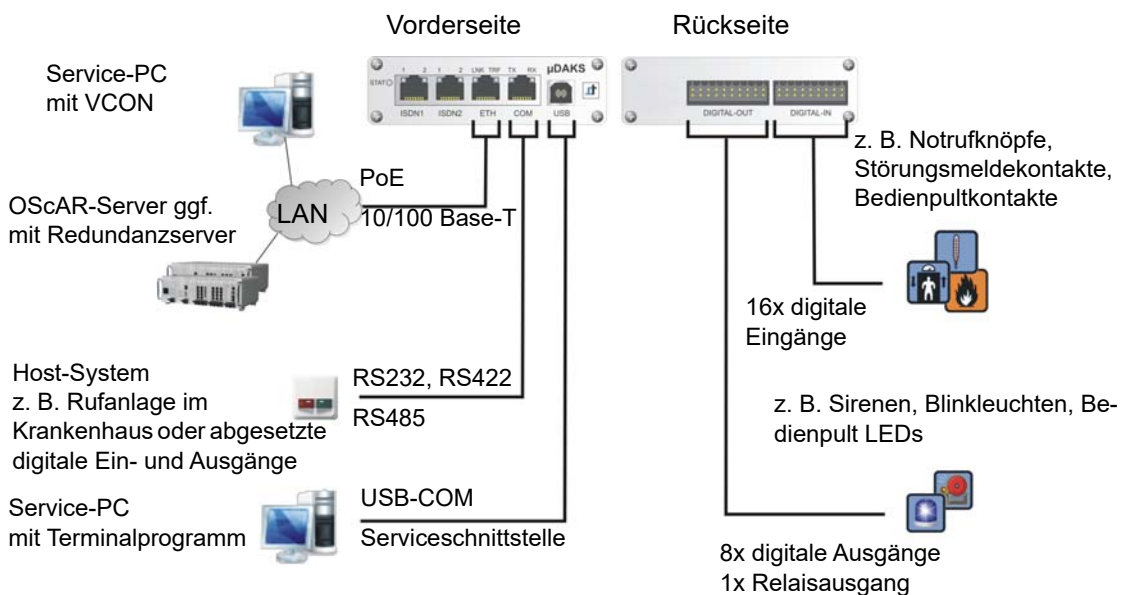 Vorderseite
Rückseite
Service-PC
mit VCON
1 2 1 2 LNK TRF TX RX µDAKS
STAT
ISDN1 ISDN2 ETH COM USB
DIGITAL-OUT DIGITAL-IN
z. B. Notrufknöpfe,
Störungsmeldekontakte,
Bedienpultkontakte
PoE
LAN
10/100 Base-T
OScAR-Server ggf.
mit Redundanzserver
16x digitale
Eingänge
Host-System
z. B. Rufanlage im
Krankenhaus oder abgesetzte
digitale Ein- und Ausgänge
RS232, RS422
RS485
z. B. Sirenen, Blinkleuchten, Be-
dienpult LEDs
Service-PC
mit Terminalprogramm
USB-COM
Serviceschnittstelle
8x digitale Ausgänge
1x Relaisausgang